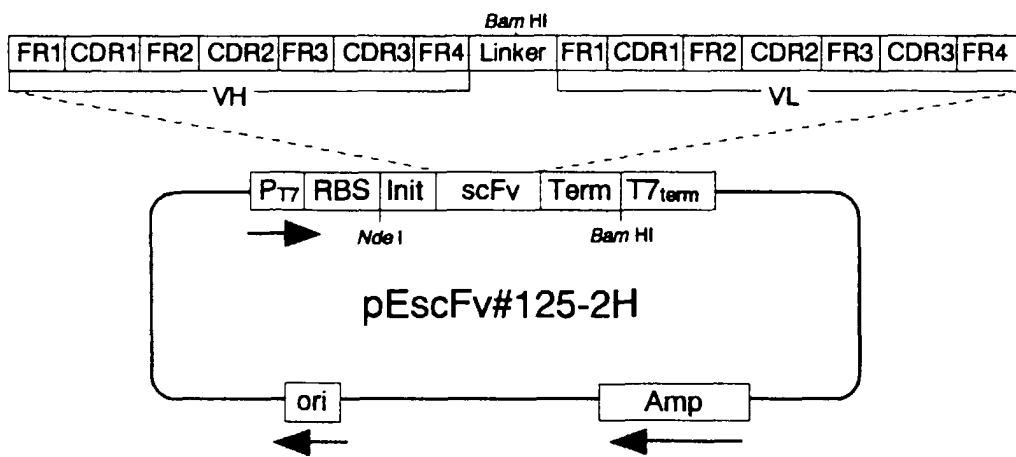 Bam HI
FR1 CDR1 FR2 CDR2 FR3 CDR3 FR4 Linker FR1 CDR1 FR2 CDR2 FR3 CDR3 FR4
VH VL
PT7 RBS Init scFv Term T7term
Nde I Bam HI
pEscFv#125-2H
ori Amp